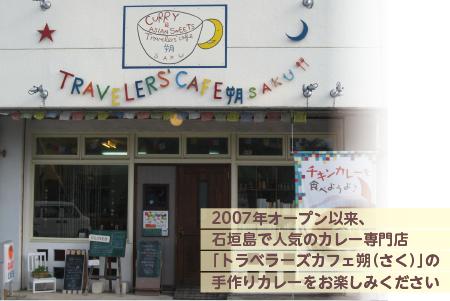 CURRY
&
ASIAN SWEETS
Travelers cafe
朔
SAKU
TRAVELERS' CAFE 朔 SAKU
チキンカレーを
食べようよ♪
2007年オープン以来、
石垣島で人気のカレー専門店
「トラベラーズカフェ朔（さく）」の
手作りカレーをお楽しみください